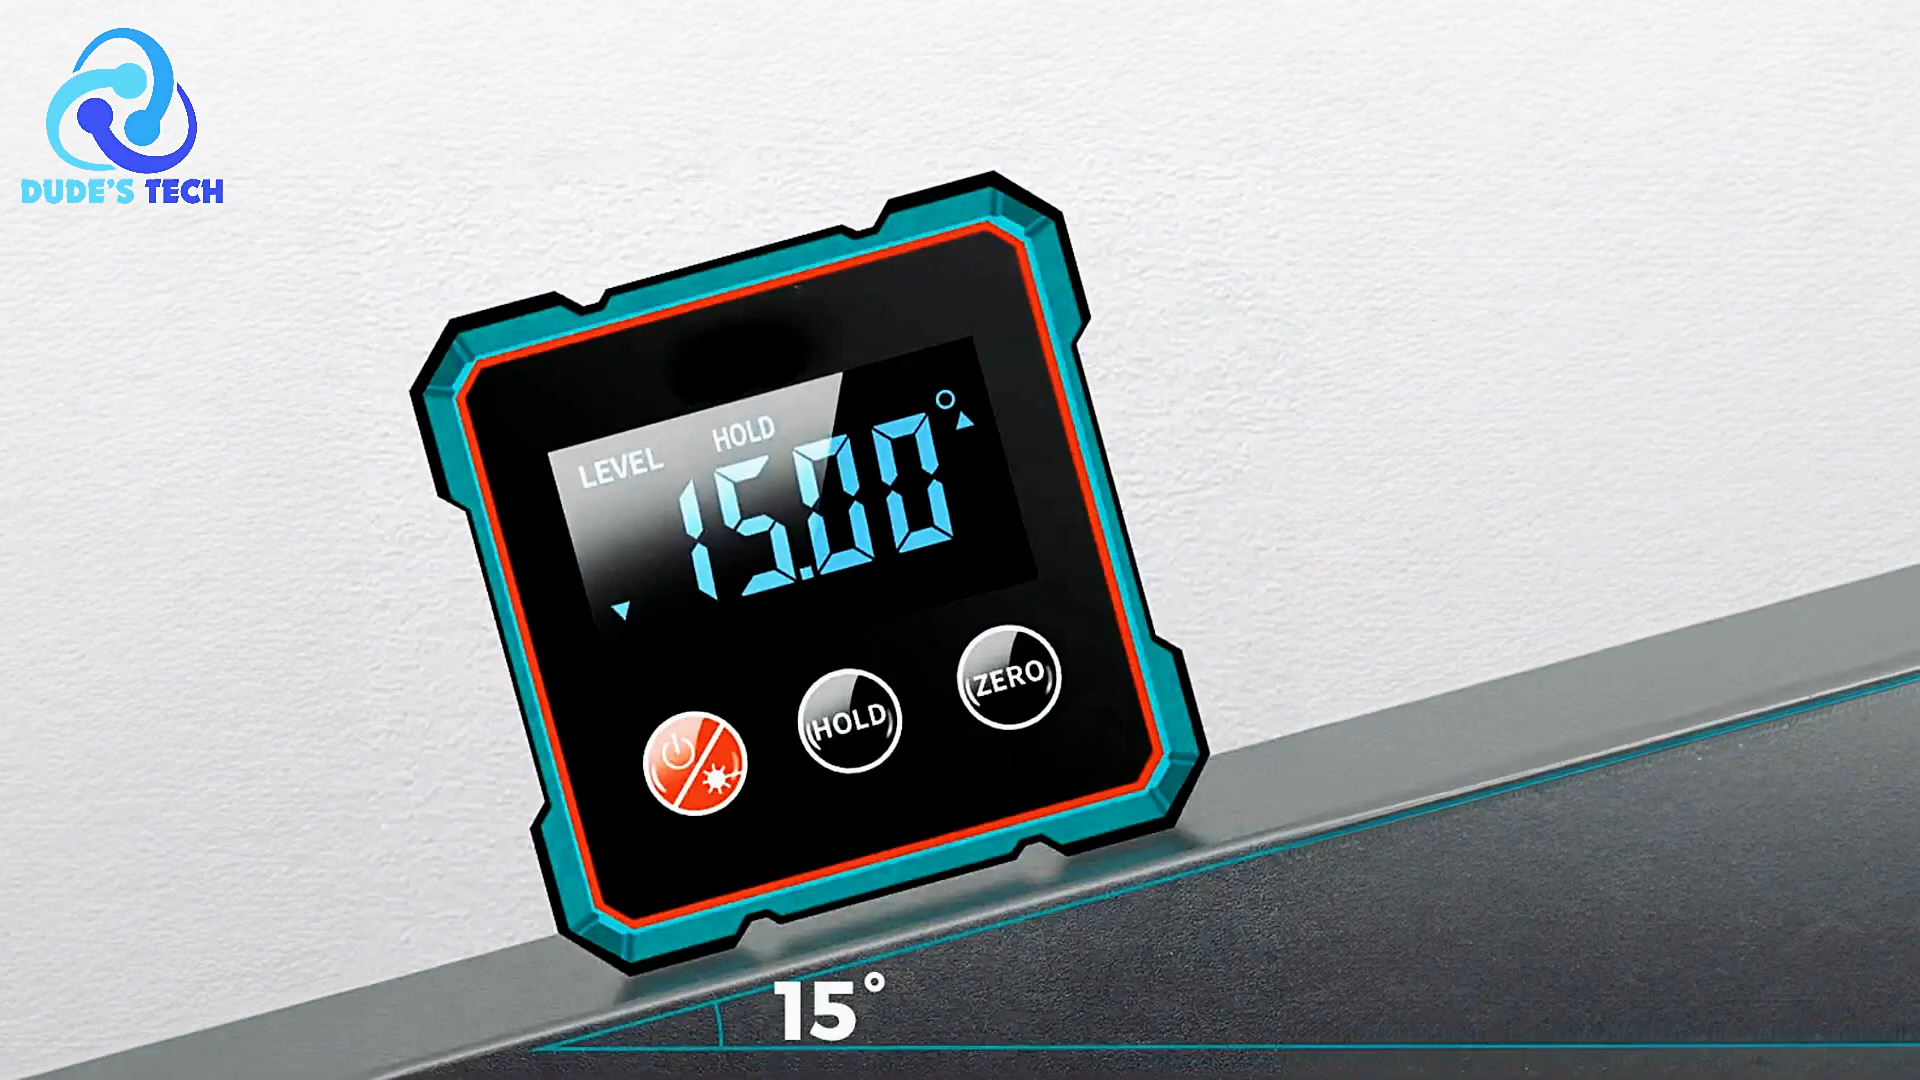 DUDE'S TECH
LEVEL HOLD
15.00°
HOLD
ZERO
15°